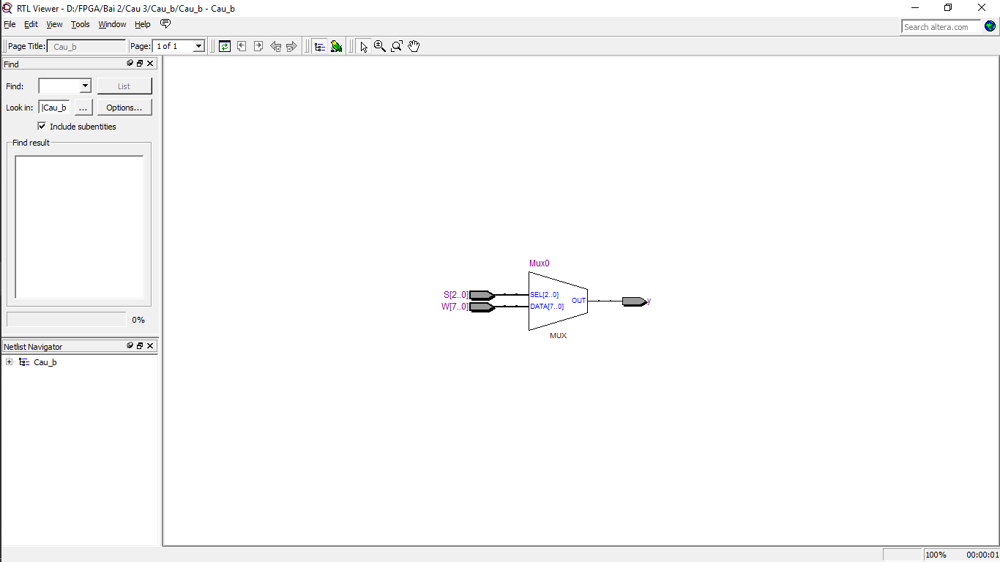 RTL Viewer - D:/FPGA/Bai 2/Cau 3/Cau_b/Cau_b - Cau_b
File Edit View Tools Window Help
Search altera.com
Page Title: Cau_b Page: 1 of 1
Find
Find: List
Look in: |Cau_b ... Options...
Include subentities
Find result
0%
Netlist Navigator
Cau_b
Mux0
S[2..0] SEL[2..0]
OUT y
W[7..0] DATA[7..0]
MUX
100% 00:00:01